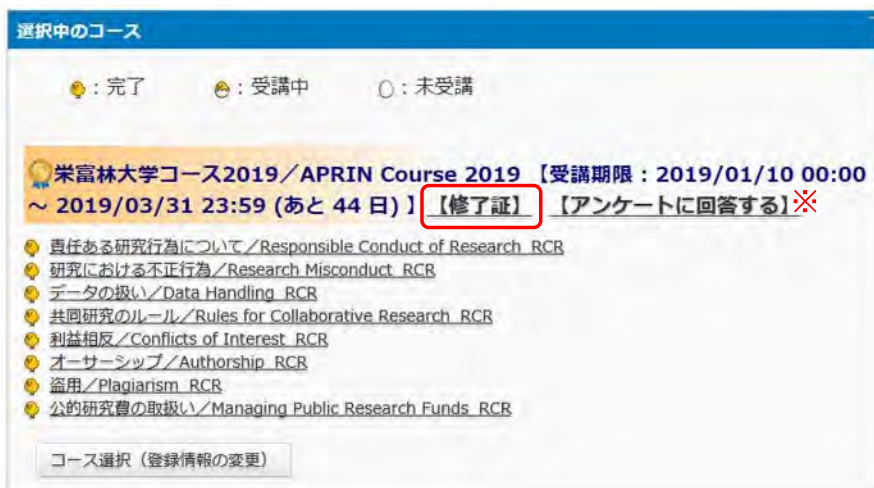 選択中のコース
：完了 ：受講中 ：未受講
栄富林大学コース2019／APRIN Course 2019 【受講期限：2019/01/10 00:00
～ 2019/03/31 23:59 (あと 44 日) 】 【修了証】 【アンケートに回答する】※
責任ある研究行為について／Responsible Conduct of Research_RCR
研究における不正行為／Research Misconduct_RCR
データの扱い／Data Handling_RCR
共同研究のルール／Rules for Collaborative Research_RCR
利益相反／Conflicts of Interest_RCR
オーサーシップ／Authorship_RCR
盗用／Plagiarism_RCR
公的研究費の取扱い／Managing Public Research Funds_RCR
コース選択（登録情報の変更）